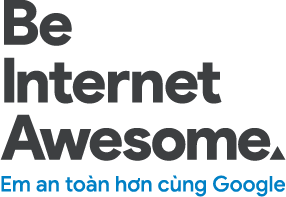 Be
Internet
Awesome.
Em an toàn hơn cùng Google